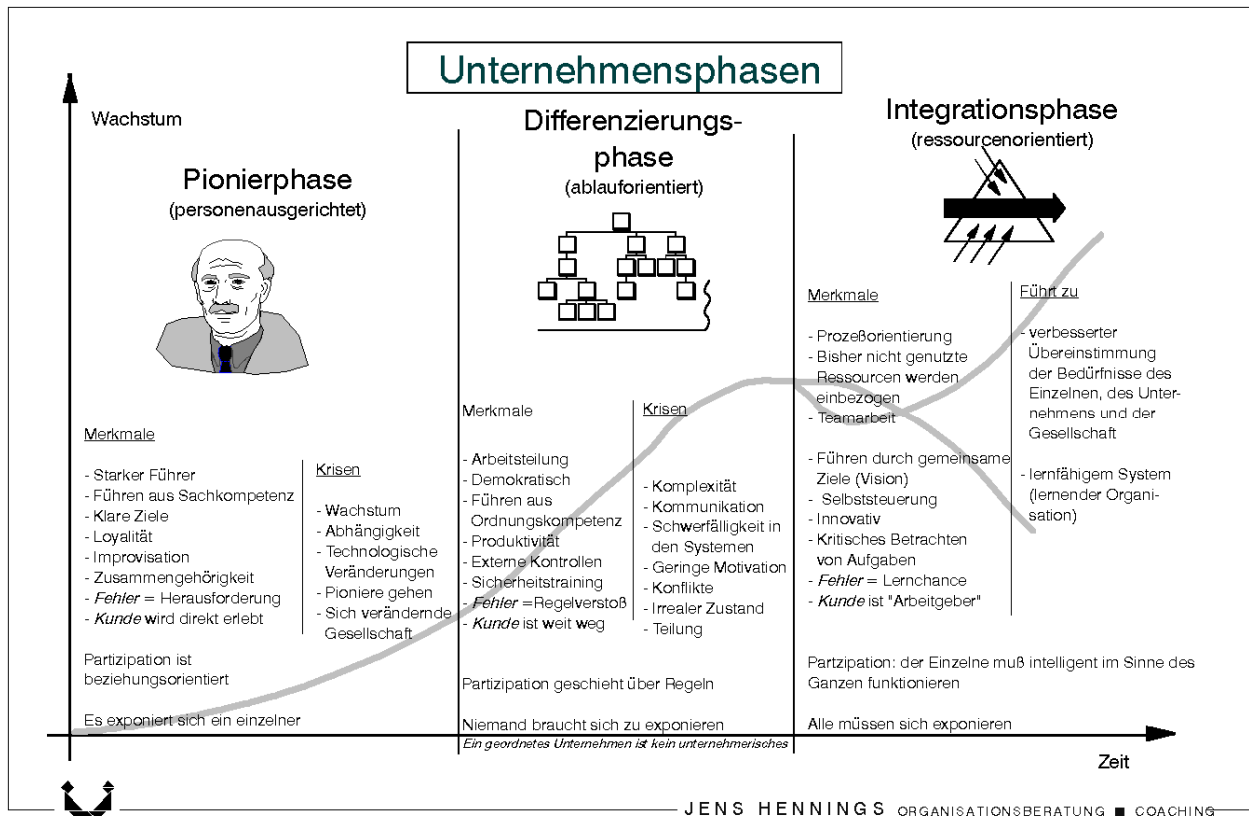 Unternehmensphasen
Wachstum
Pionierphase
(personenausgerichtet)
Merkmale
- Starker Führer
- Führen aus Sachkompetenz
- Klare Ziele
- Loyalität
- Improvisation
- Zusammengehörigkeit
- Fehler = Herausforderung
- Kunde wird direkt erlebt
Krisen
- Wachstum
- Abhängigkeit
- Technologische
Veränderungen
- Pioniere gehen
- Sich verändernde
Gesellschaft
Partizipation ist
beziehungsorientiert
Es exponiert sich ein einzelner
Differenzierungs-
phase
(ablauforientiert)
Merkmale
- Arbeitsteilung
- Demokratisch
- Führen aus
Ordnungskompetenz
- Produktivität
- Externe Kontrollen
- Sicherheitstraining
- Fehler =Regelverstoß
- Kunde ist weit weg
Krisen
- Komplexität
- Kommunikation
- Schwerfälligkeit in
den Systemen
- Geringe Motivation
- Konflikte
- Irrealer Zustand
- Teilung
Partizipation geschieht über Regeln
Niemand braucht sich zu exponieren
Ein geordnetes Unternehmen ist kein unternehmerisches
Integrationsphase
(ressourcenorientiert)
Merkmale
- Prozeßorientierung
- Bisher nicht genutzte
Ressourcen werden
einbezogen
- Teamarbeit
- Führen durch gemeinsame
Ziele (Vision)
- Selbststeuerung
- Innovativ
- Kritisches Betrachten
von Aufgaben
- Fehler = Lernchance
- Kunde ist "Arbeitgeber"
Führt zu
- verbesserter
Übereinstimmung
der Bedürfnisse des
Einzelnen, des Unter-
nehmens und der
Gesellschaft
- lernfähigem System
(lernender Organi-
sation)
Partzipation: der Einzelne muß intelligent im Sinne des
Ganzen funktionieren
Alle müssen sich exponieren
Zeit
JENS HENNINGS ORGANISATIONSBERATUNG ■ COACHING